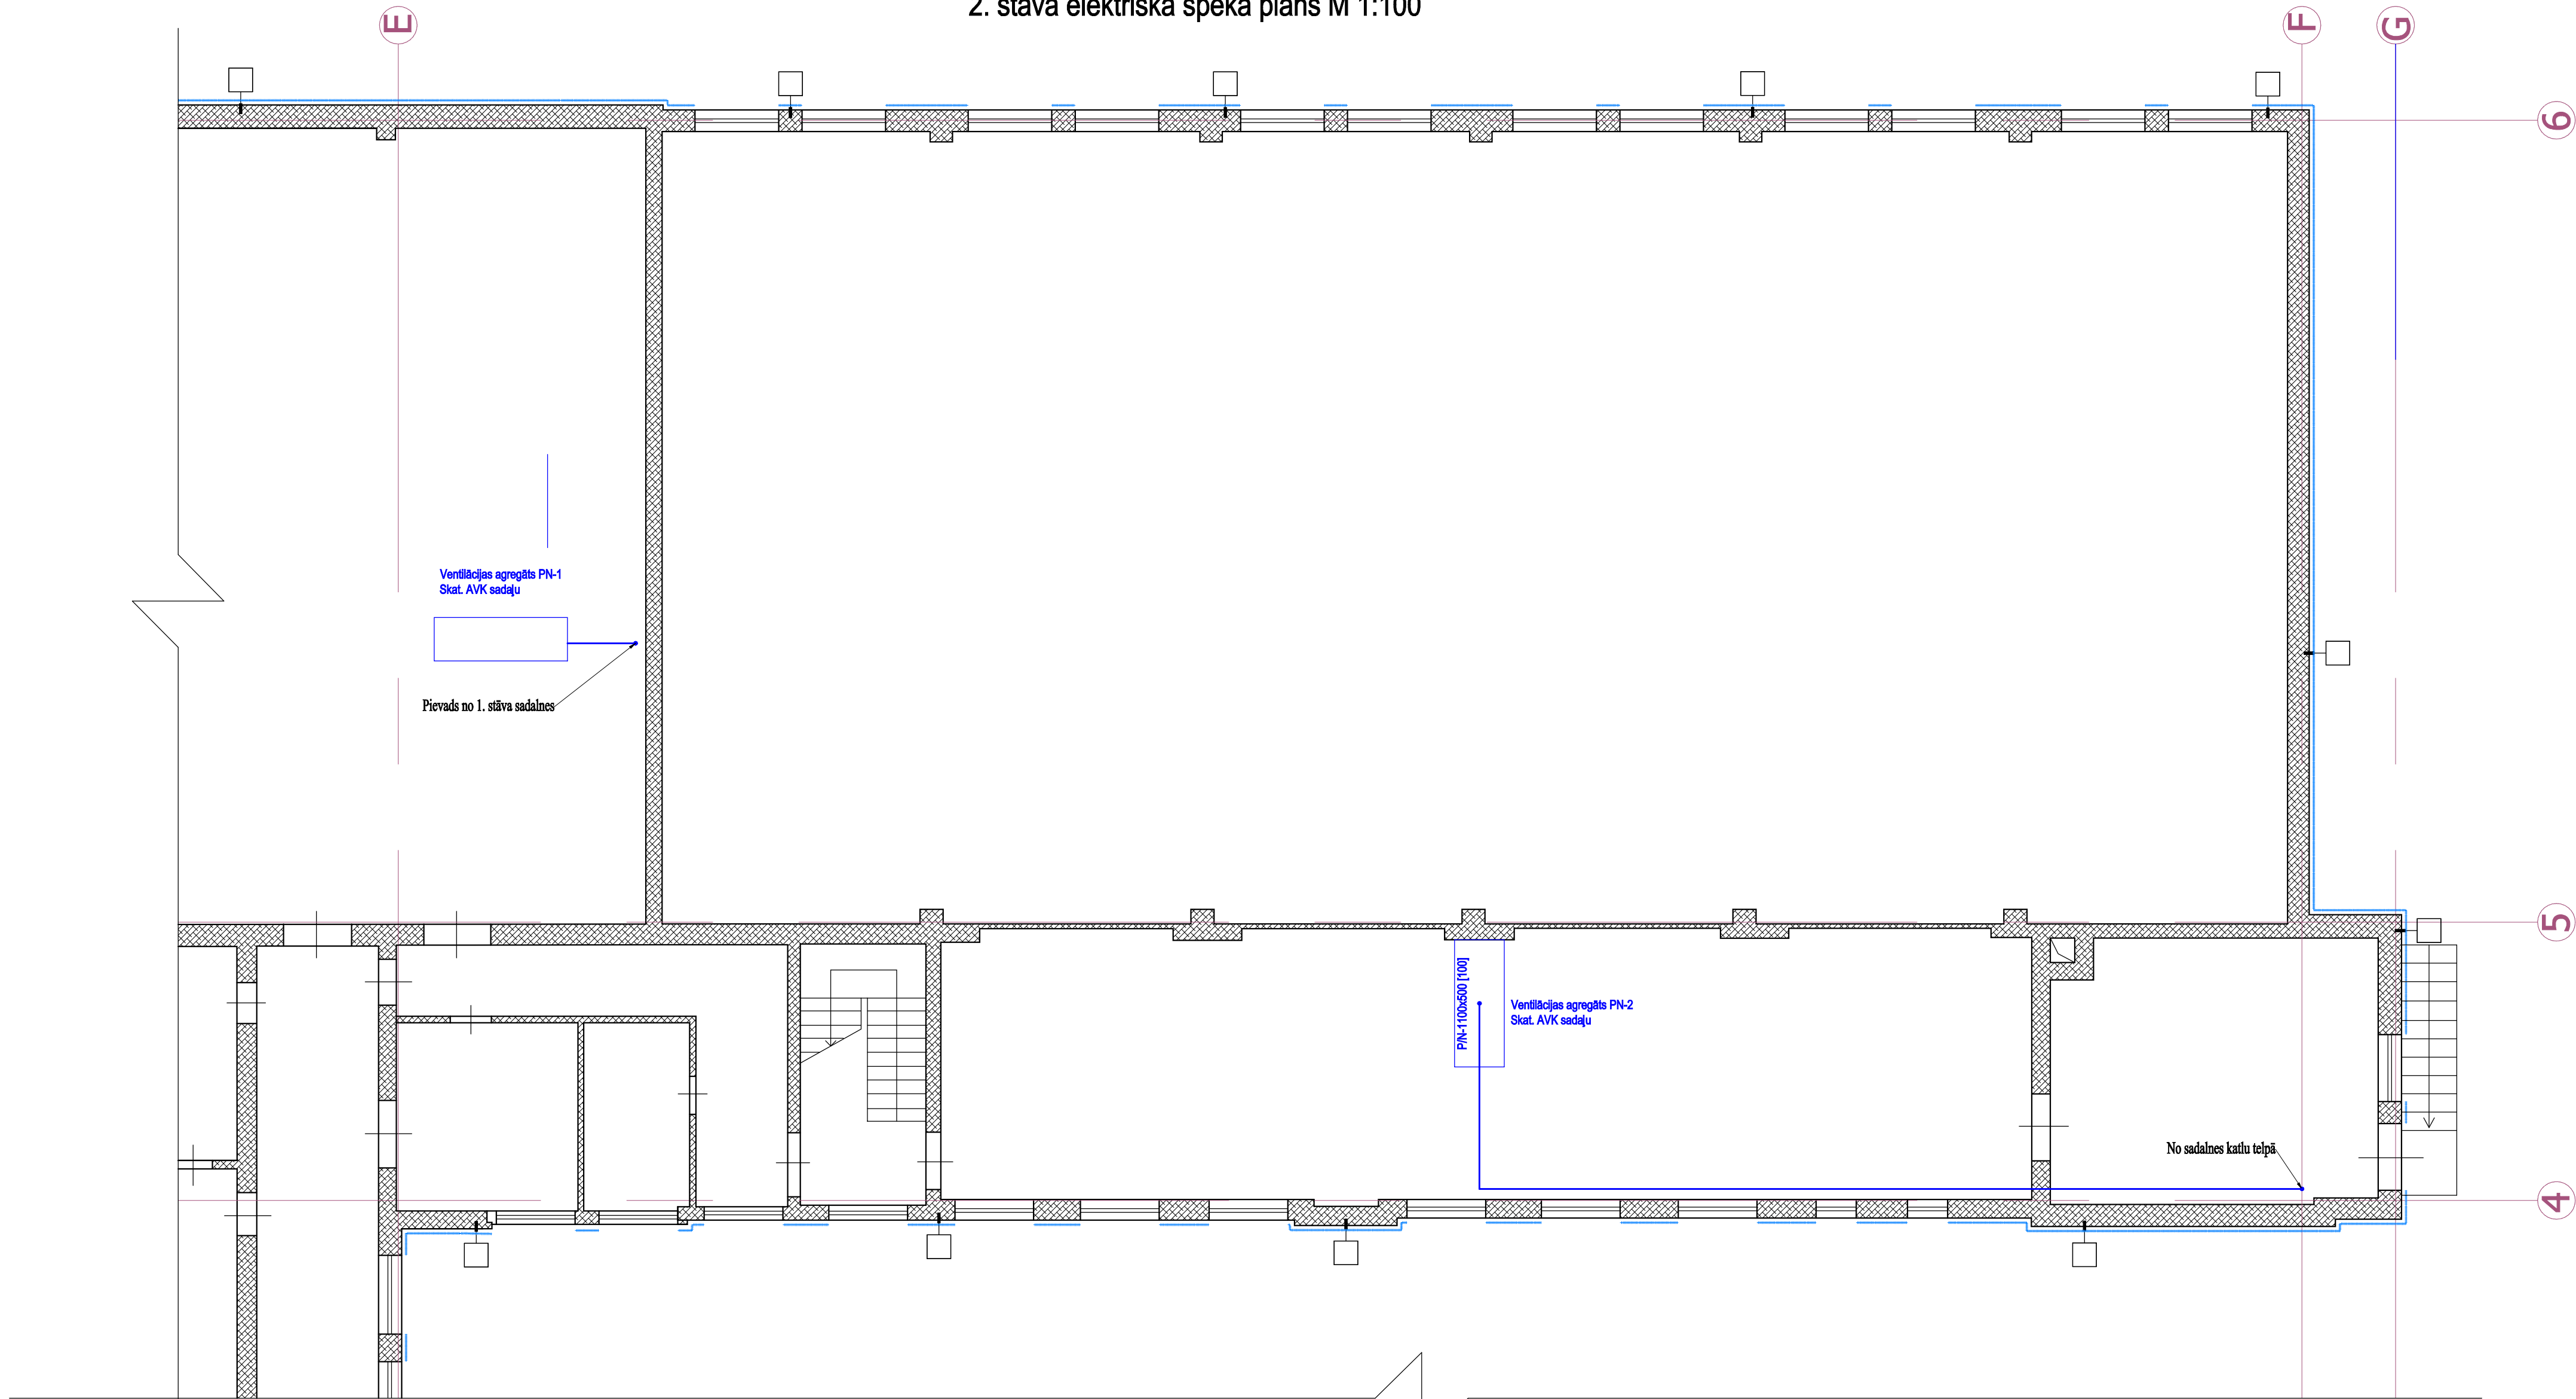 2. stāva elektriskā spēka plāns M 1:100
E
F
G
6
Ventilācijas agregāts PN-1
Skat. AVK sadaļu
Pievads no 1. stāva sadalnes
5
P/N-1100x500 [100]
Ventilācijas agregāts PN-2
Skat. AVK sadaļu
No sadalnes katlu telpā
4